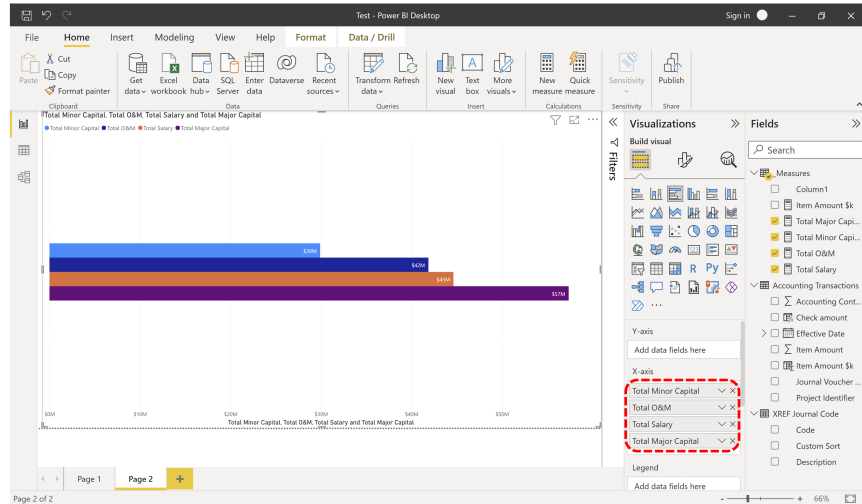 Test - Power BI Desktop
Sign in
File Home Insert Modeling View Help Format Data / Drill
Paste
Cut
Copy
Format painter
Get data
Excel workbook
Data hub
SQL Server
Enter data
Dataverse
Recent sources
Transform data
Refresh
New visual
Text box
More visuals
New measure
Quick measure
Sensitivity
Publish
Clipboard Data Queries Insert Calculations Sensitivity Share
Total Minor Capital, Total O&M, Total Salary and Total Major Capital
Total Minor Capital Total O&M Total Salary Total Major Capital
$30M
$42M
$45M
$57M
$0M $10M $20M $30M $40M $50M
Total Minor Capital, Total O&M, Total Salary and Total Major Capital
Filters
Visualizations
Build visual
R Py
...
Y-axis
Add data fields here
X-axis
Total Minor Capital
Total O&M
Total Salary
Total Major Capital
Legend
Add data fields here
Fields
Search
_Measures
Column1
Item Amount $k
Total Major Capi...
Total Minor Capi...
Total O&M
Total Salary
Accounting Transactions
Accounting Cont...
Check amount
Effective Date
Item Amount
Item Amount $k
Journal Voucher ...
Project Identifier
XREF Journal Code
Code
Custom Sort
Description
Page 1 Page 2 +
Page 2 of 2
- + 66%